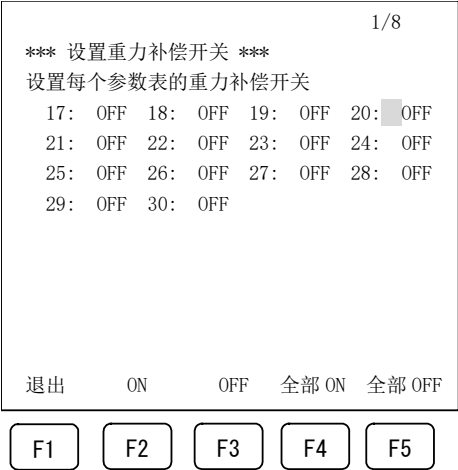 1/8
*** 设置重力补偿开关 ***
设置每个参数表的重力补偿开关
17: OFF 18: OFF 19: OFF 20: OFF
21: OFF 22: OFF 23: OFF 24: OFF
25: OFF 26: OFF 27: OFF 28: OFF
29: OFF 30: OFF
退出 ON OFF 全部 ON 全部 OFF
F1 F2 F3 F4 F5